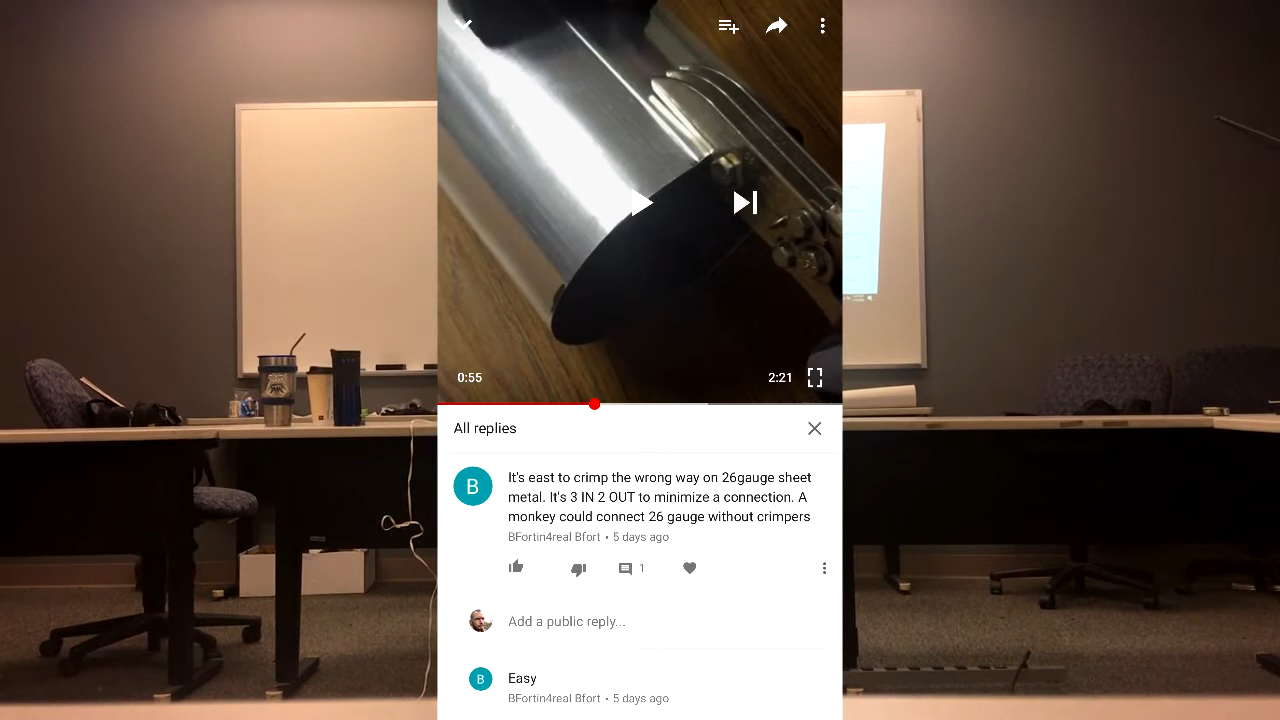 0:55
2:21
All replies
B
It's east to crimp the wrong way on 26gauge sheet
metal. It's 3 IN 2 OUT to minimize a connection. A
monkey could connect 26 gauge without crimpers
BFortin4real Bfort • 5 days ago
1
Add a public reply...
B
Easy
BFortin4real Bfort • 5 days ago